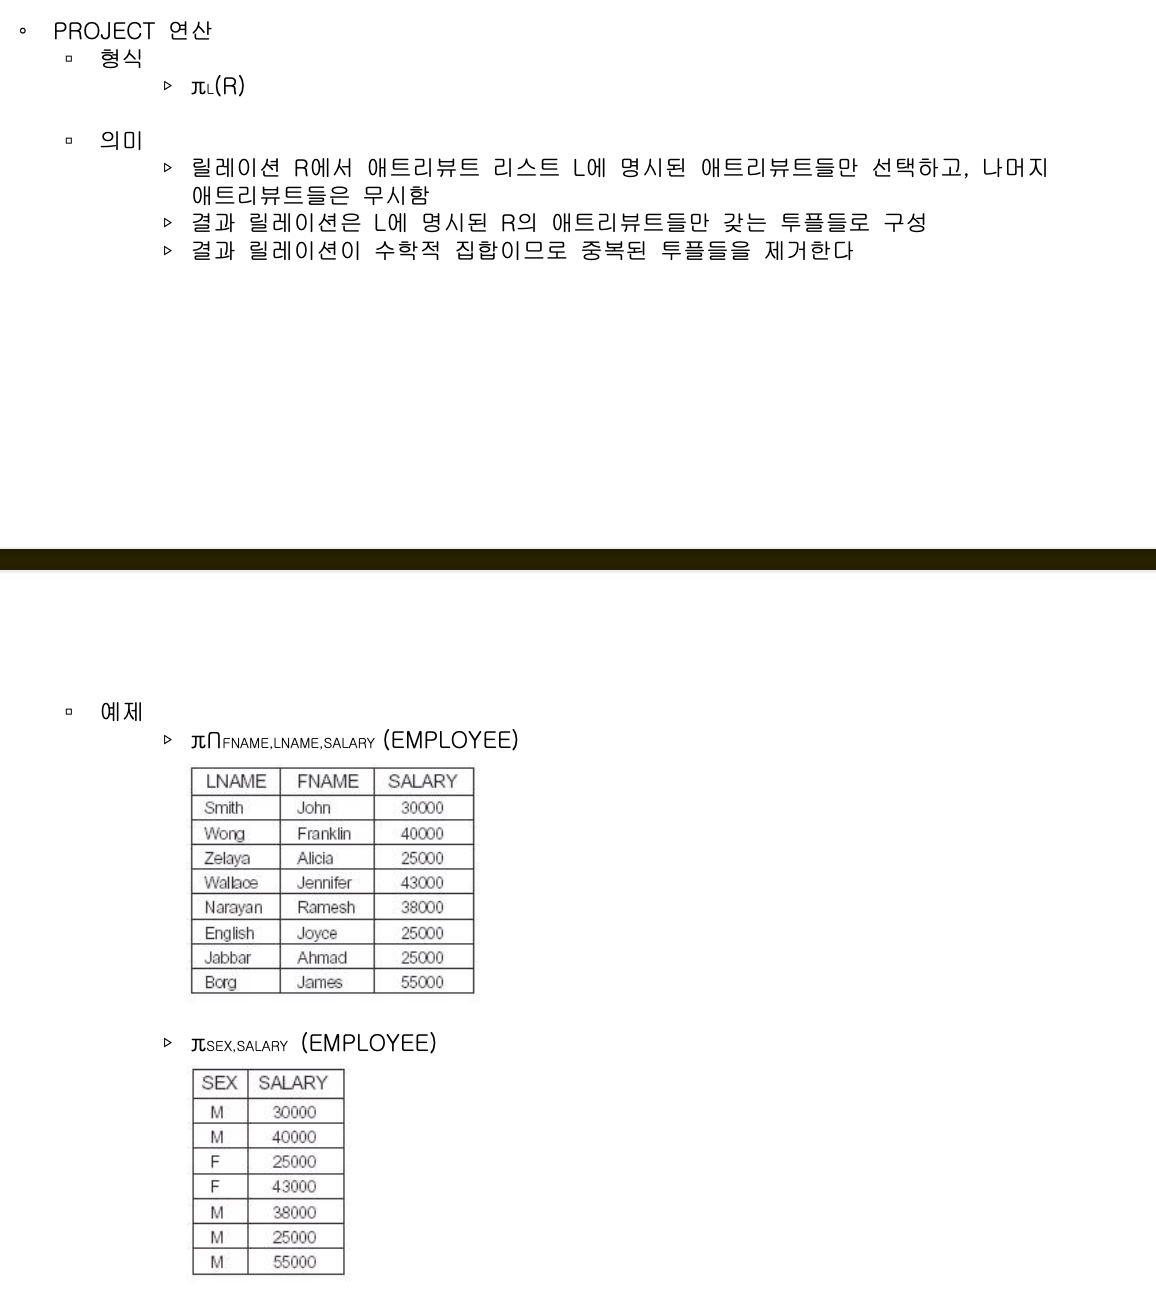 ◦ PROJECT 연산
▫ 형식
▹ πL(R)
▫ 의미
▹ 릴레이션 R에서 애트리뷰트 리스트 L에 명시된 애트리뷰트들만 선택하고, 나머지
애트리뷰트들은 무시함
▹ 결과 릴레이션은 L에 명시된 R의 애트리뷰트들만 갖는 투플들로 구성
▹ 결과 릴레이션이 수학적 집합이므로 중복된 투플들을 제거한다
▫ 예제
▹ π∩FNAME,LNAME,SALARY (EMPLOYEE)
LNAME FNAME SALARY
Smith John 30000
Wong Franklin 40000
Zelaya Alicia 25000
Wallace Jennifer 43000
Narayan Ramesh 38000
English Joyce 25000
Jabbar Ahmad 25000
Borg James 55000
▹ πSEX,SALARY (EMPLOYEE)
SEX SALARY
M 30000
M 40000
F 25000
F 43000
M 38000
M 25000
M 55000